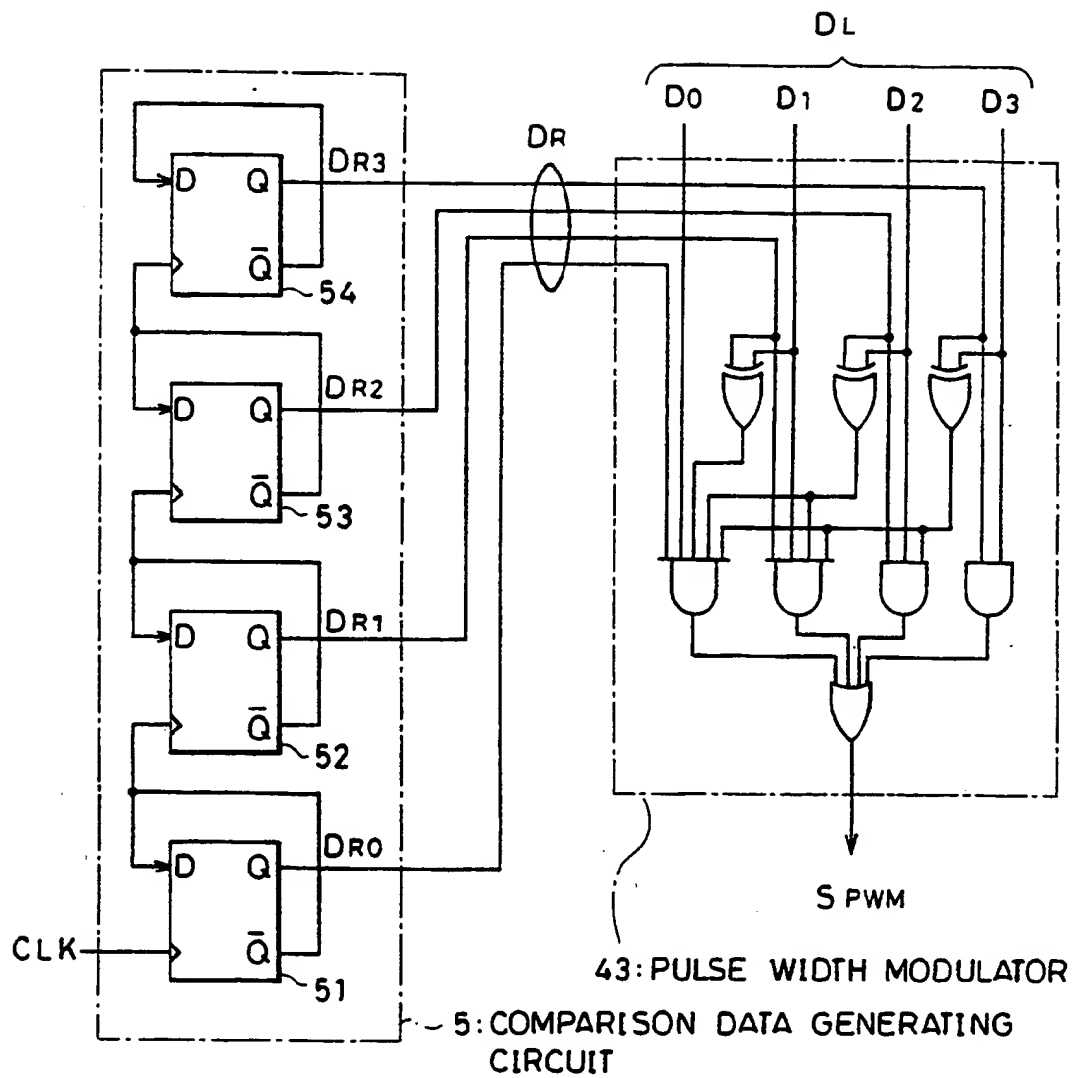 DL
D0 D1 D2 D3
DR
D Q
Q̅
DR3
54
D Q
Q̅
DR2
53
D Q
Q̅
DR1
52
D Q
Q̅
DR0
51
CLK
S PWM
43: PULSE WIDTH MODULATOR
5: COMPARISON DATA GENERATING
CIRCUIT